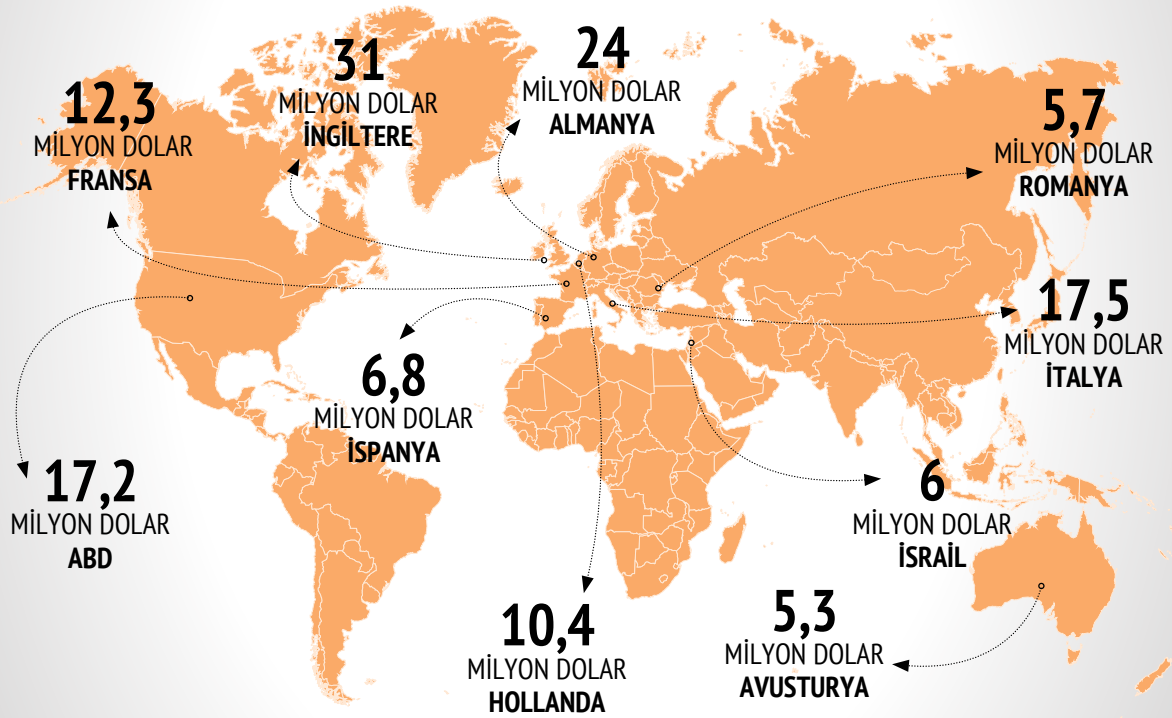 31
MİLYON DOLAR
İNGİLTERE
24
MİLYON DOLAR
ALMANYA
12,3
MİLYON DOLAR
FRANSA
5,7
MİLYON DOLAR
ROMANYA
17,5
MİLYON DOLAR
İTALYA
6,8
MİLYON DOLAR
İSPANYA
17,2
MİLYON DOLAR
ABD
6
MİLYON DOLAR
İSRAİL
10,4
MİLYON DOLAR
HOLLANDA
5,3
MİLYON DOLAR
AVUSTURYA